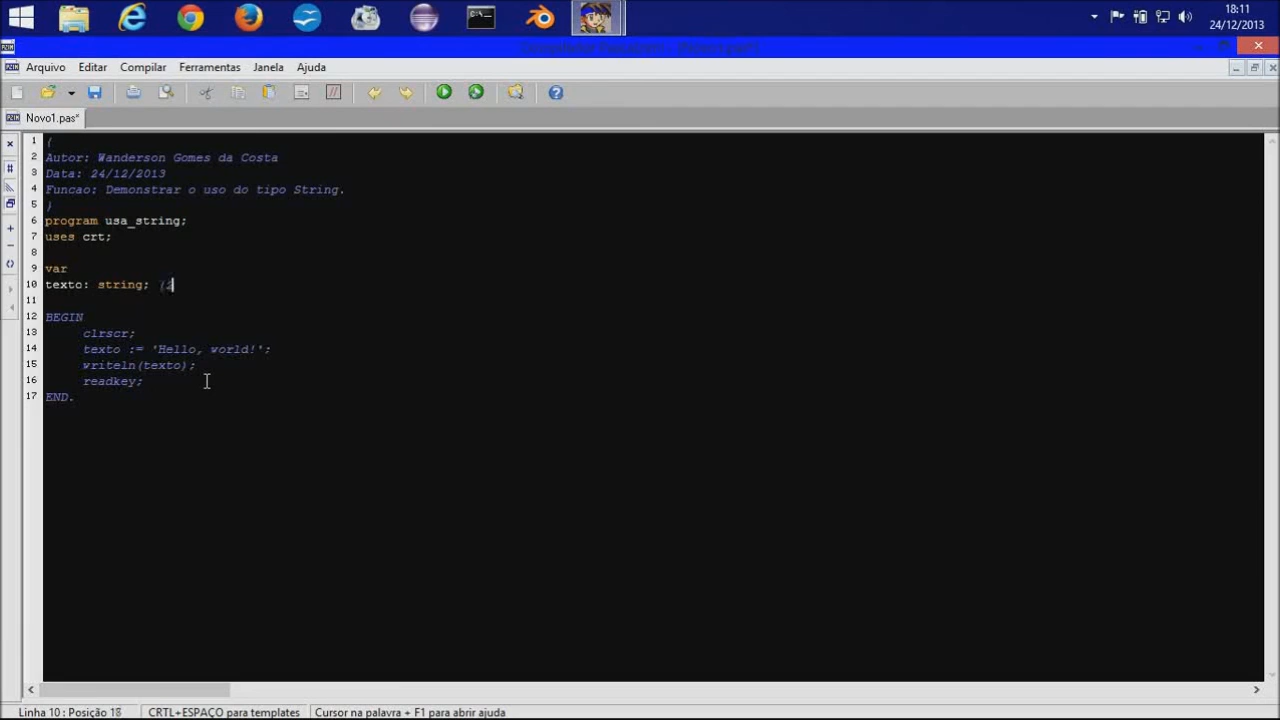 18:11
24/12/2013
Arquivo Editar Compilar Ferramentas Janela Ajuda
Novo1.pas*
1 {
2 Autor: Wanderson Gomes da Costa
3 Data: 24/12/2013
4 Funcao: Demonstrar o uso do tipo String.
5 }
6 program usa_string;
7 uses crt;
8
9 var
10 texto: string; {2
11
12 BEGIN
13 clrscr;
14 texto := 'Hello, world!';
15 writeln(texto);
16 readkey;
17 END.
Linha 10 : Posição 18 CRTL+ESPAÇO para templates Cursor na palavra + F1 para abrir ajuda